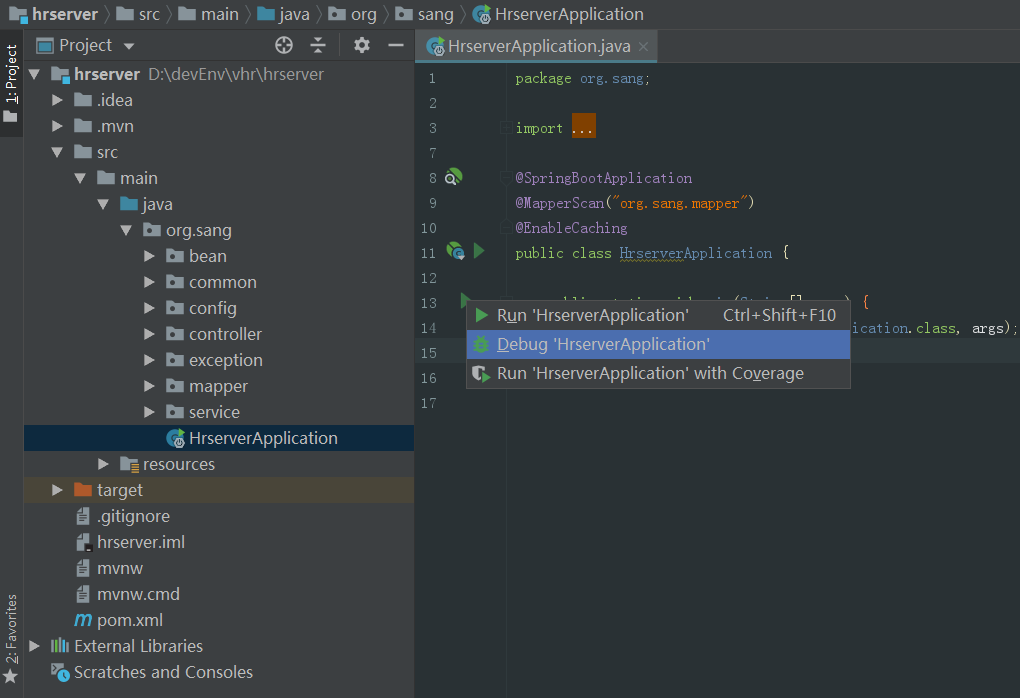 hrserver src main java org sang HrserverApplication
1: Project
Project
hrserver D:\devEnv\vhr\hrserver
.idea
.mvn
src
main
java
org.sang
bean
common
config
controller
exception
mapper
service
HrserverApplication
resources
target
.gitignore
hrserver.iml
mvnw
mvnw.cmd
pom.xml
External Libraries
Scratches and Consoles
2: Favorites
HrserverApplication.java
1 package org.sang;
2
3 import ...
7
8 @SpringBootApplication
9 @MapperScan("org.sang.mapper")
10 @EnableCaching
11 public class HrserverApplication {
12
13 {
14 ication.class, args);
15
16
17
Run 'HrserverApplication' Ctrl+Shift+F10
Debug 'HrserverApplication'
Run 'HrserverApplication' with Coverage